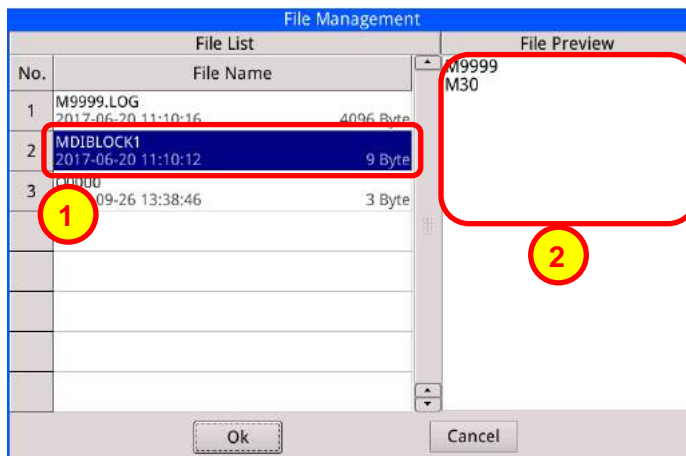 File Management
File List
File Preview
No.
File Name
1
M9999.LOG
2017-06-20 11:10:16 4096 Byte
2
MDIBLOCK1
2017-06-20 11:10:12 9 Byte
3
O0000
09-26 13:38:46 3 Byte
M9999
M30
1
2
Ok
Cancel